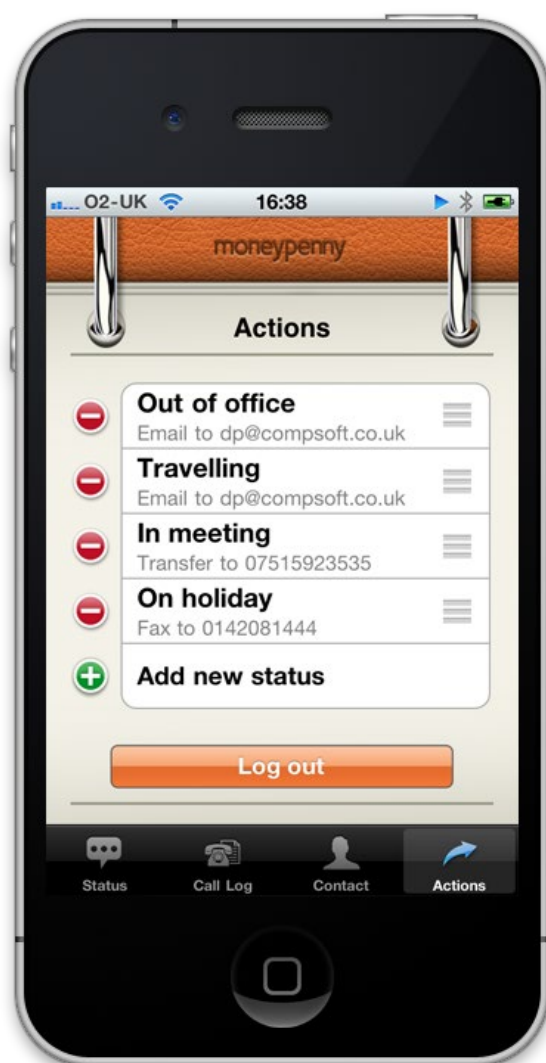 O2-UK 16:38
moneypenny
Actions
Out of office
Email to dp@compsoft.co.uk
Travelling
Email to dp@compsoft.co.uk
In meeting
Transfer to 07515923535
On holiday
Fax to 0142081444
Add new status
Log out
Status Call Log Contact Actions